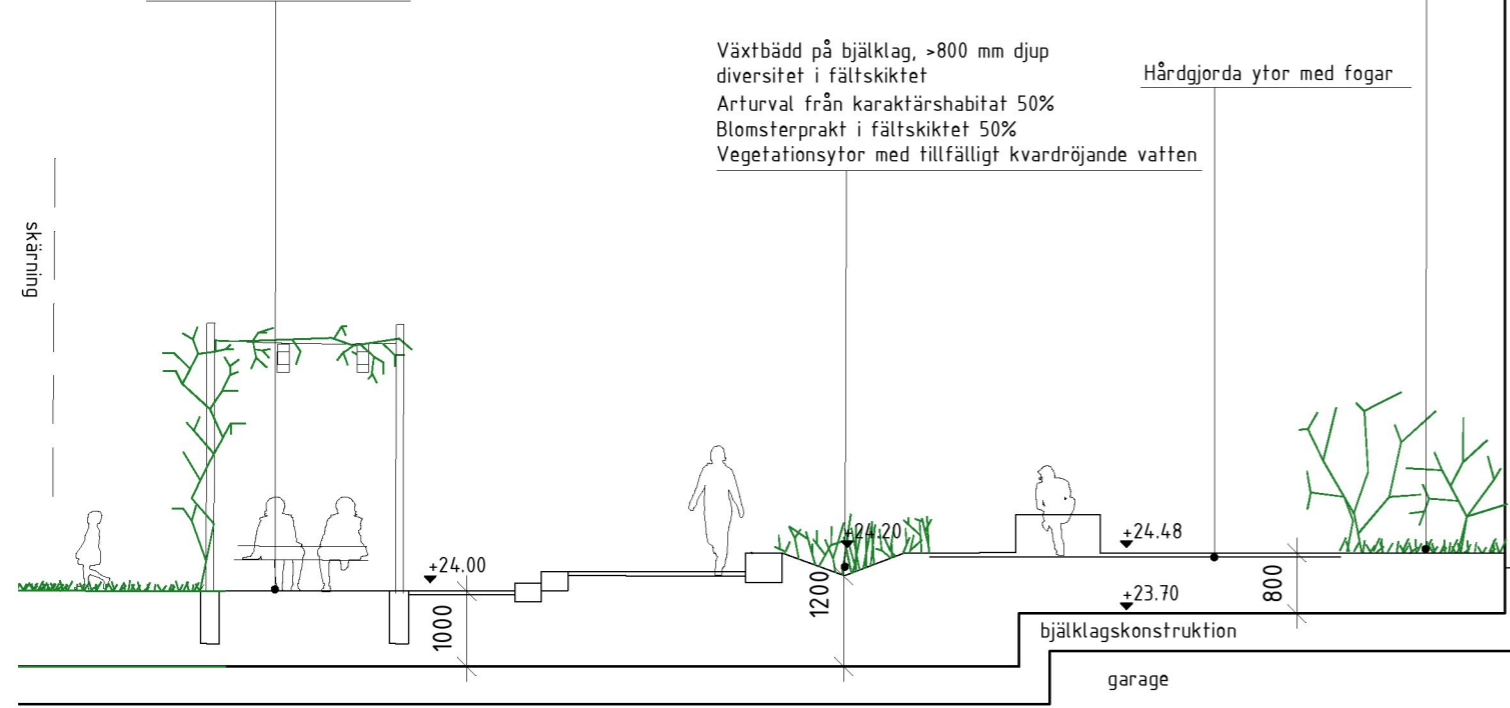 Växtbädd på bjälklag, >800 mm djup
diversitet i fältskiktet
Arturval från karaktärshabitat 50%
Blomsterprakt i fältskiktet 50%
Vegetationsytor med tillfälligt kvardröjande vatten
Hårdgjorda ytor med fogar
skärning
+24.00
1000
+24.20
1200
+24.48
800
+23.70
bjälklagskonstruktion
garage